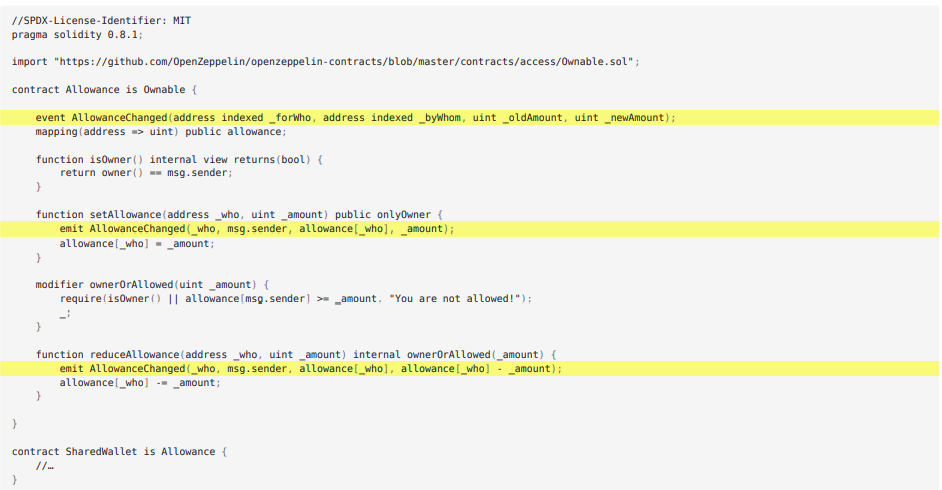 //SPDX-License-Identifier: MIT
pragma solidity 0.8.1;
import "https://github.com/OpenZeppelin/openzeppelin-contracts/blob/master/contracts/access/Ownable.sol";
contract Allowance is Ownable {
event AllowanceChanged(address indexed _forWho, address indexed _byWhom, uint _oldAmount, uint _newAmount);
mapping(address => uint) public allowance;
function isOwner() internal view returns(bool) {
return owner() == msg.sender;
}
function setAllowance(address _who, uint _amount) public onlyOwner {
emit AllowanceChanged(_who, msg.sender, allowance[_who], _amount);
allowance[_who] = _amount;
}
modifier ownerOrAllowed(uint _amount) {
require(isOwner() || allowance[msg.sender] >= _amount, "You are not allowed!");
_;
}
function reduceAllowance(address _who, uint _amount) internal ownerOrAllowed(_amount) {
emit AllowanceChanged(_who, msg.sender, allowance[_who], allowance[_who] - _amount);
allowance[_who] -= _amount;
}
}
contract SharedWallet is Allowance {
//…
}